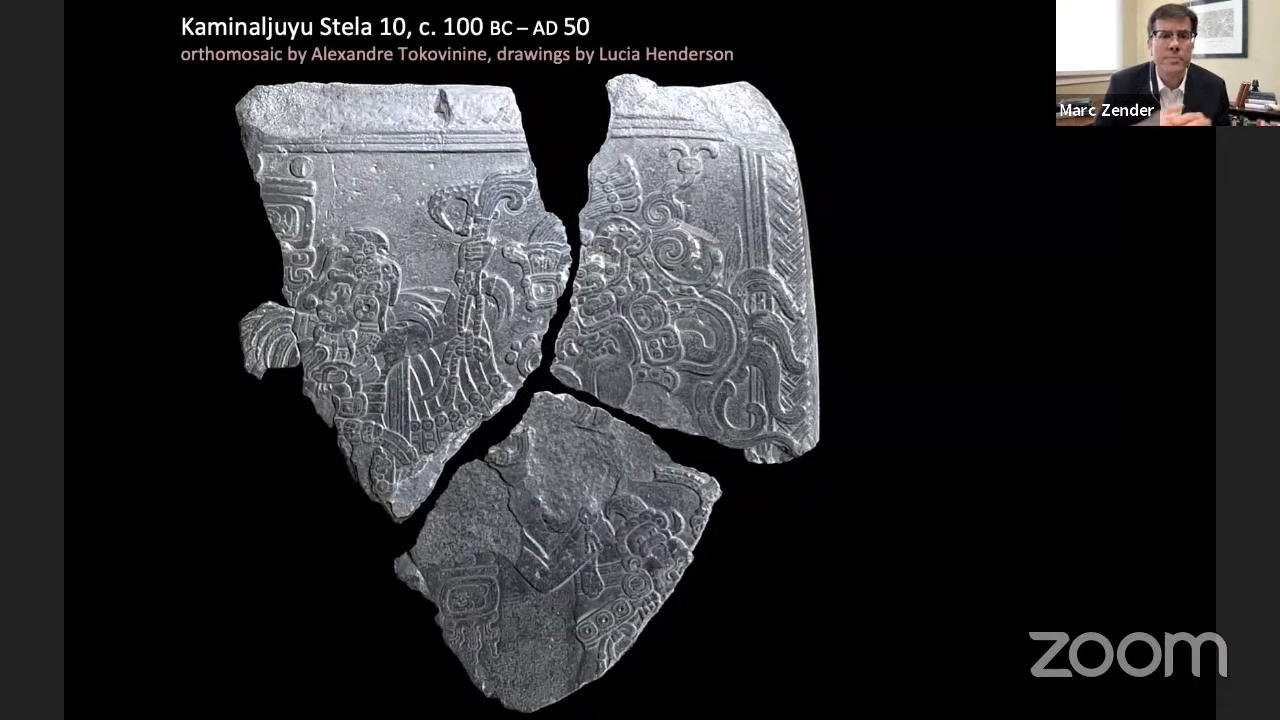 Kaminaljuyu Stela 10, c. 100 BC – AD 50
orthomosaic by Alexandre Tokovinine, drawings by Lucia Henderson
Marc Zender
zoom